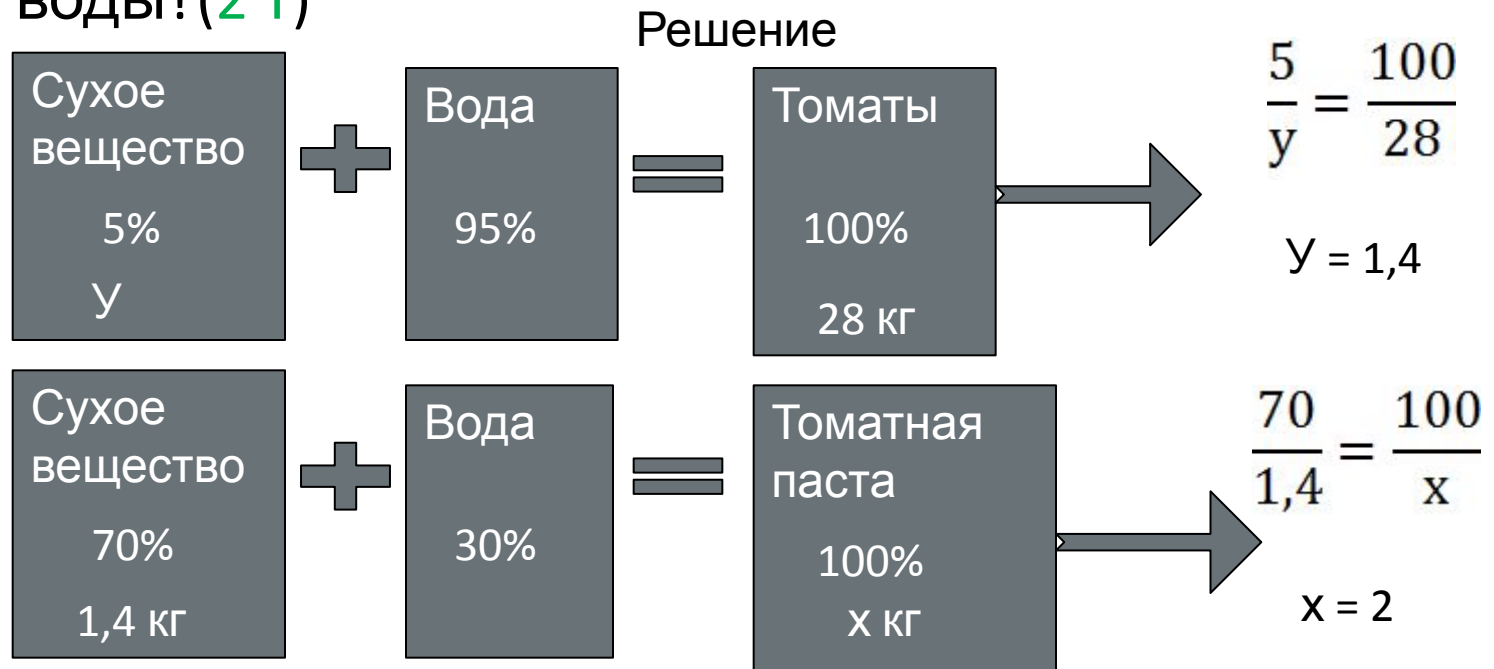 воды?(2 т)
Решение
Сухое
вещество
5%
У
Вода
95%
Томаты
100%
28 кг
5/y = 100/28
У = 1,4
Сухое
вещество
70%
1,4 кг
Вода
30%
Томатная
паста
100%
х кг
70/1,4 = 100/x
х = 2